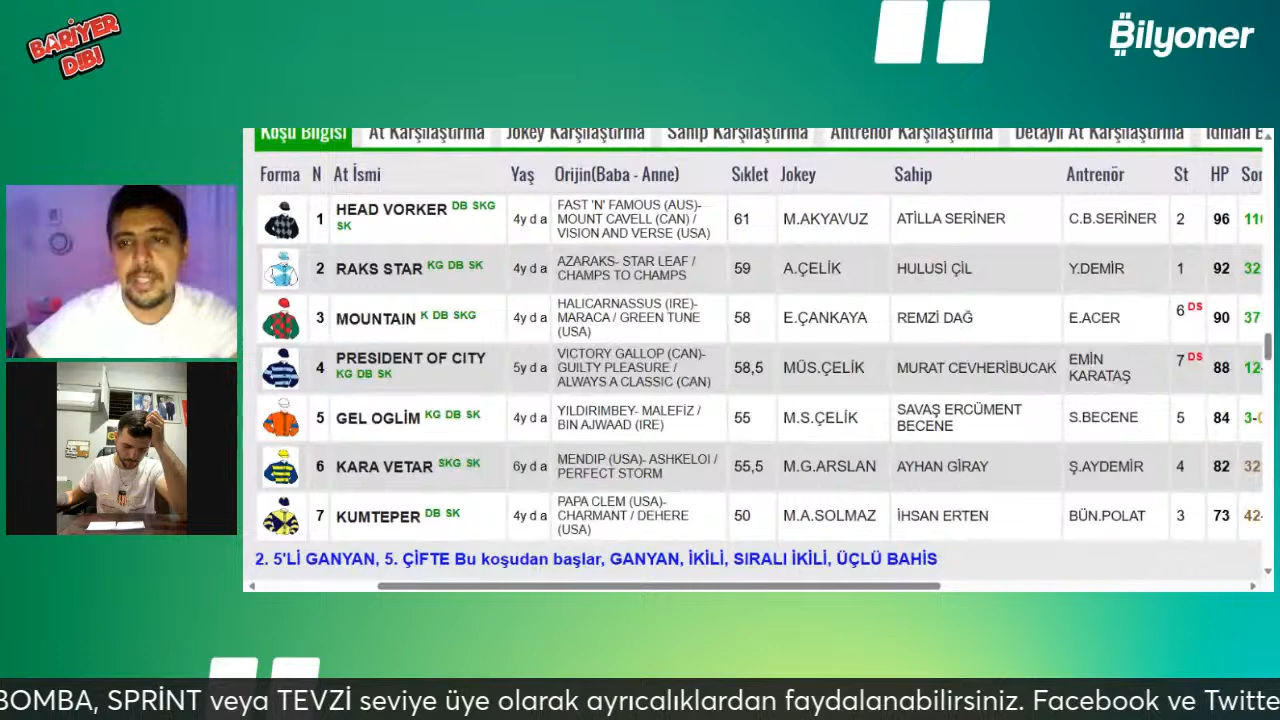 BARİYER
DİBİ
Bilyoner
Koşu Bilgisi At Karşılaştırma Jokey Karşılaştırma Sahip Karşılaştırma Antrenör Karşılaştırma Detaylı At Karşılaştırma İdman
Forma N At İsmi Yaş Orijin(Baba - Anne) Sıklet Jokey Sahip Antrenör St HP
1 HEAD VORKER DB SKG SK 4y d a FAST 'N' FAMOUS (AUS)- MOUNT CAVELL (CAN) / VISION AND VERSE (USA) 61 M.AKYAVUZ ATİLLA SERİNER C.B.SERİNER 2 96
2 RAKS STAR KG DB SK 4y d a AZARAKS- STAR LEAF / CHAMPS TO CHAMPS 59 A.ÇELİK HULUSİ ÇİL Y.DEMİR 1 92 32
3 MOUNTAIN K DB SKG 4y d a HALICARNASSUS (IRE)- MARACA / GREEN TUNE (USA) 58 E.ÇANKAYA REMZİ DAĞ E.ACER 6 DS 90 37
4 PRESIDENT OF CITY KG DB SK 5y d a VICTORY GALLOP (CAN)- GUILTY PLEASURE / ALWAYS A CLASSIC (CAN) 58,5 MÜS.ÇELİK MURAT CEVHERİBUCAK EMİN KARATAŞ 7 DS 88 12-
5 GEL OGLİM KG DB SK 4y d a YILDIRIMBEY- MALEFİZ / BIN AJWAAD (IRE) 55 M.S.ÇELİK SAVAŞ ERCÜMENT BECENE S.BECENE 5 84 3-
6 KARA VETAR SKG SK 6y d a MENDIP (USA)- ASHKELOI / PERFECT STORM 55,5 M.G.ARSLAN AYHAN GİRAY Ş.AYDEMİR 4 82 32
7 KUMTEPER DB SK 4y d a PAPA CLEM (USA)- CHARMANT / DEHERE (USA) 50 M.A.SOLMAZ İHSAN ERTEN BÜN.POLAT 3 73 42-
2. 5'Lİ GANYAN, 5. ÇİFTE Bu koşudan başlar, GANYAN, İKİLİ, SIRALI İKİLİ, ÜÇLÜ BAHİS
BOMBA, SPRİNT veya TEVZİ seviye üye olarak ayrıcalıklardan faydalanabilirsiniz. Facebook ve Twitte